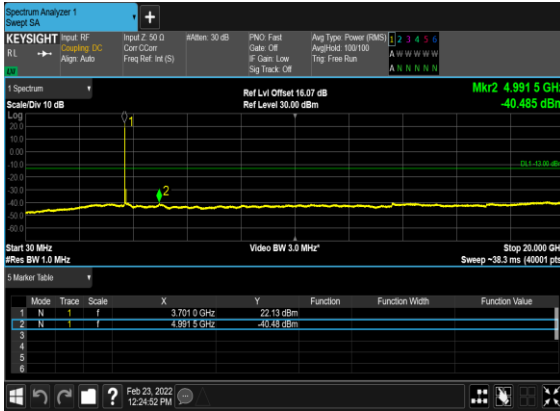 Spectrum Analyzer 1
Swept SA
KEYSIGHT Input: RF Input Z: 50 Ω #Atten: 30 dB PNO: Fast Avg Type: Power (RMS) 1 2 3 4 5 6
RL Coupling: DC Corr CCorr Gate: Off Avg|Hold: 100/100 A W W W W W
Align: Auto Freq Ref: Int (S) IF Gain: Low Trig: Free Run
Sig Track: Off A N N N N N
1 Spectrum Ref Lvl Offset 16.07 dB Mkr2 4.991 5 GHz
Scale/Div 10 dB Ref Level 30.00 dBm -40.485 dBm
Log
20.0
10.0
0.00
-10.0
-20.0
-30.0
-40.0
-50.0
-60.0
1
DL1 -13.00 dBm
2
Start 30 MHz Video BW 3.0 MHz* Stop 20.000 GHz
#Res BW 1.0 MHz Sweep ~38.3 ms (40001 pts)
5 Marker Table
Mode Trace Scale X Y Function Function Width Function Value
1 N 1 f 3.701 0 GHz 22.13 dBm
2 N 1 f 4.991 5 GHz -40.48 dBm
3
4
5
6
Feb 23, 2022
12:24:52 PM